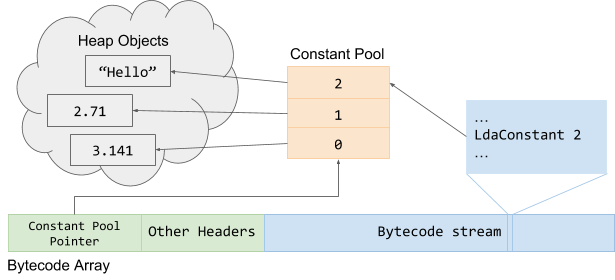 Heap Objects
Constant Pool
“Hello”
2
2.71
1
…
LdaConstant 2
…
3.141
0
Constant Pool
Pointer
Other Headers
Bytecode stream
Bytecode Array